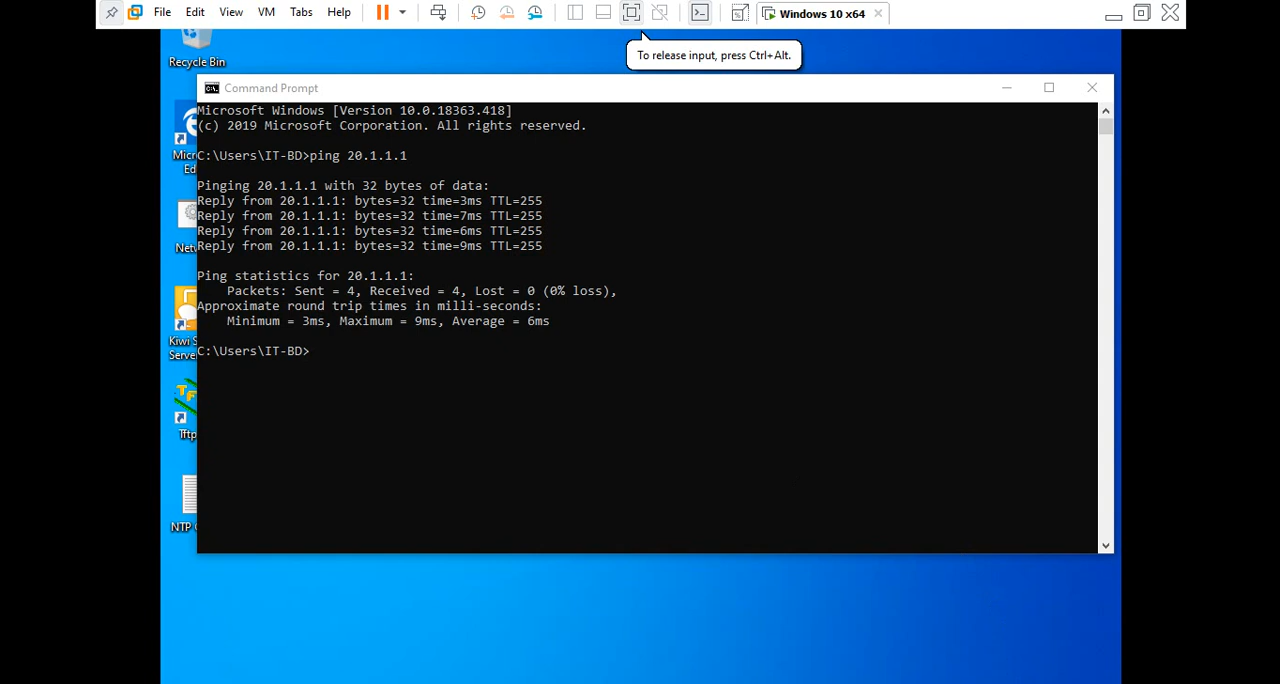 File Edit View VM Tabs Help
Windows 10 x64
To release input, press Ctrl+Alt.
Recycle Bin
Command Prompt
Microsoft Windows [Version 10.0.18363.418]
(c) 2019 Microsoft Corporation. All rights reserved.
C:\Users\IT-BD>ping 20.1.1.1
Pinging 20.1.1.1 with 32 bytes of data:
Reply from 20.1.1.1: bytes=32 time=3ms TTL=255
Reply from 20.1.1.1: bytes=32 time=7ms TTL=255
Reply from 20.1.1.1: bytes=32 time=6ms TTL=255
Reply from 20.1.1.1: bytes=32 time=9ms TTL=255
Ping statistics for 20.1.1.1:
Packets: Sent = 4, Received = 4, Lost = 0 (0% loss),
Approximate round trip times in milli-seconds:
Minimum = 3ms, Maximum = 9ms, Average = 6ms
C:\Users\IT-BD>
Kiwi S
Serve
Tftp
NTP